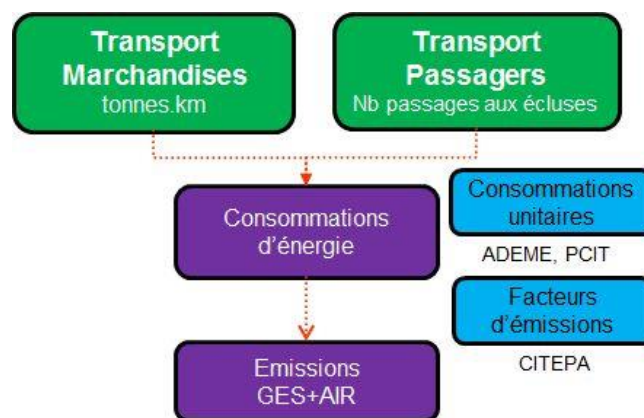 Transport
Marchandises
tonnes.km
Transport
Passagers
Nb passages aux écluses
Consommations
d'énergie
Consommations
unitaires
ADEME, PCIT
Facteurs
d'émissions
CITEPA
Emissions
GES+AIR